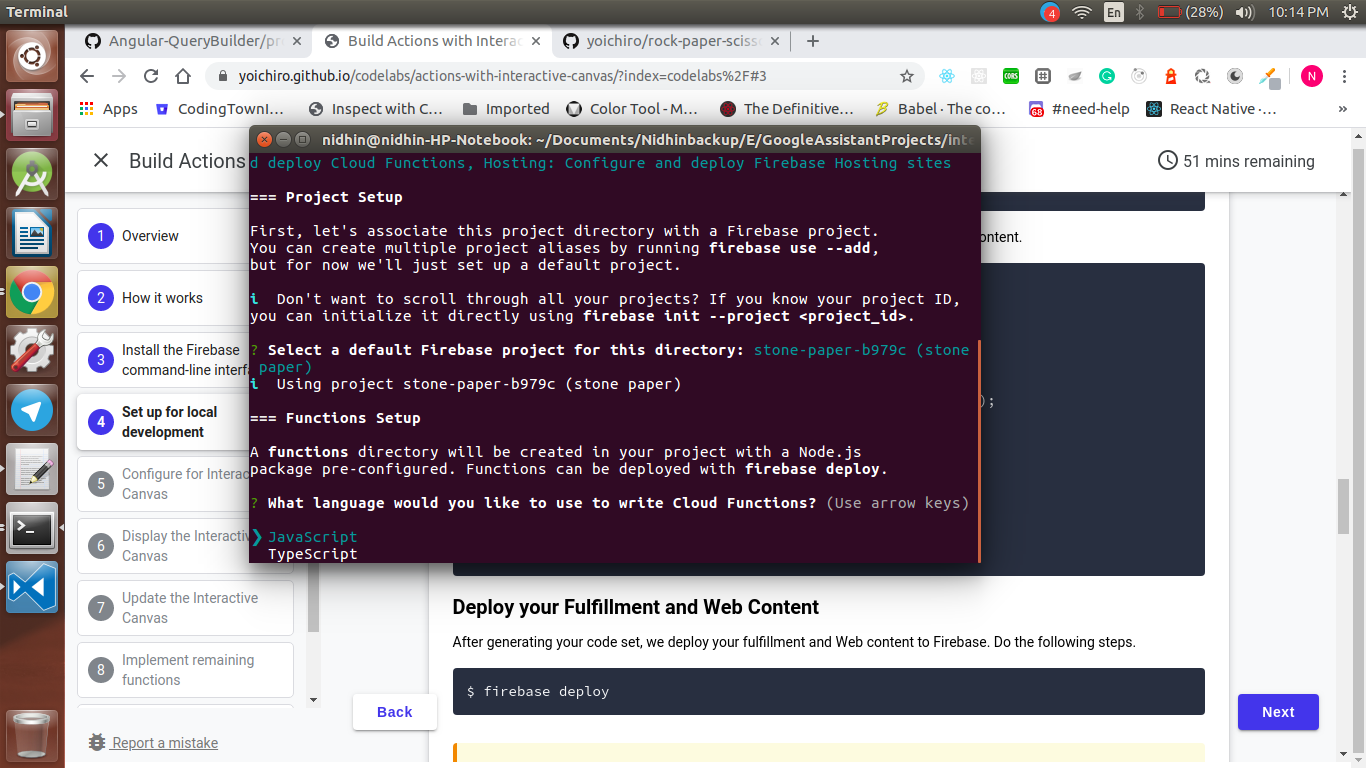 Terminal
4
En
(28%)
10:14 PM
Angular-QueryBuilder/pr
Build Actions with Interac
yoichiro/rock-paper-scisso
yoichiro.github.io/codelabs/actions-with-interactive-canvas/?index=codelabs%2F#3
CORS
N
Apps
CodingTownI...
Inspect with C...
Imported
Color Tool - M...
The Definitive...
Babel · The co...
68
#need-help
React Native ·...
»
Build Actions
51 mins remaining
nidhin@nidhin-HP-Notebook: ~/Documents/Nidhinbackup/E/GoogleAssistantProjects/inte
d deploy Cloud Functions, Hosting: Configure and deploy Firebase Hosting sites
=== Project Setup
First, let's associate this project directory with a Firebase project.
You can create multiple project aliases by running firebase use --add,
but for now we'll just set up a default project.
i  Don't want to scroll through all your projects? If you know your project ID,
you can initialize it directly using firebase init --project <project_id>.
? Select a default Firebase project for this directory: stone-paper-b979c (stone
paper)
i  Using project stone-paper-b979c (stone paper)
=== Functions Setup
A functions directory will be created in your project with a Node.js
package pre-configured. Functions can be deployed with firebase deploy.
? What language would you like to use to write Cloud Functions? (Use arrow keys)
❯ JavaScript
TypeScript
1 Overview
2 How it works
3 Install the Firebase
command-line interf
4 Set up for local
development
5 Configure for Interac
Canvas
6 Display the Interactiv
Canvas
7 Update the Interactive
Canvas
8 Implement remaining
functions
Report a mistake
ontent.
);
Deploy your Fulfillment and Web Content
After generating your code set, we deploy your fulfillment and Web content to Firebase. Do the following steps.
$ firebase deploy
Back
Next